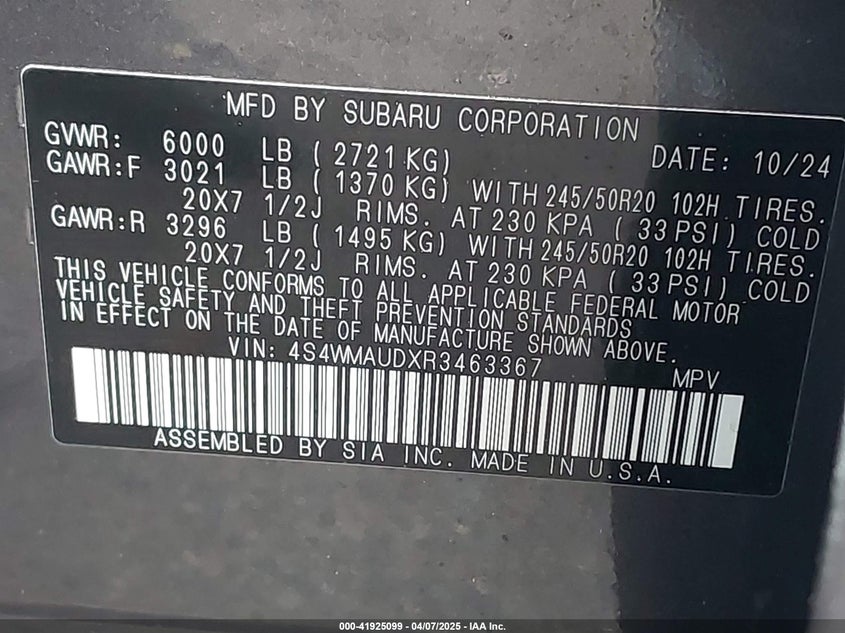 MFD BY SUBARU CORPORATION
GVWR: 6000 LB ( 2721 KG) DATE: 10/24
GAWR:F 3021 LB ( 1370 KG) WITH 245/50R20 102H TIRES.
20X7 1/2J RIMS. AT 230 KPA ( 33 PSI) COLD
GAWR:R 3296 LB ( 1495 KG) WITH 245/50R20 102H TIRES.
20X7 1/2J RIMS. AT 230 KPA ( 33 PSI) COLD
THIS VEHICLE CONFORMS TO ALL APPLICABLE FEDERAL MOTOR
VEHICLE SAFETY AND THEFT PREVENTION STANDARDS
IN EFFECT ON THE DATE OF MANUFACTURE SHOWN ABOVE.
VIN: 4S4WMAUDXR3463367 MPV
ASSEMBLED BY SIA INC. MADE IN U.S.A.
000-41925099 - 04/07/2025 - IAA Inc.